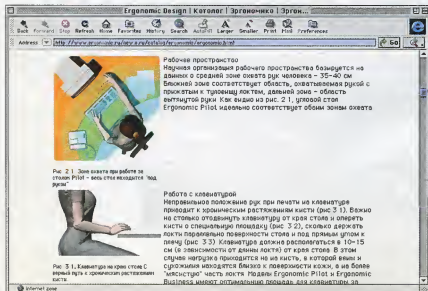 Ergonomic Design | Каталог | Эргономика | Эргон...
Back Forward Stop Refresh Home Favorites History Search AutoFill Larger Smaller Print Mail Preferences
Address
Go
Рабочее пространство
Научная организация рабочего пространства базируется на
данных о средней зоне охвата рук человека – 35-40 см
Ближней зоне соответствует область, охватываемая рукой с
прижатым к туловищу локтем, дальней зоне - область
вытянутой руки Как видно из рис 2 1, угловой стол
Ergonomic Pilot идеально соответствует обоим зонам охвата
Рис 2 1. Зона охвата при работе за
столом Pilot - весь стол находится "под
рукой"
Работа с клавиатурой
Неправильное положение рук при печати на клавиатуре
приводит к хроническим растяжениям кисти (рис 3 1). Важно
не столько отодвинуть клавиатуру от края стола и опереть
кисти о специальную площадку (рис 3 2), сколько держать
локти параллельно поверхности стола и под прямым углом к
плечу (рис 3 3) Клавиатура должна располагаться в 10-15
см (в зависимости от длины локтя) от края стола. В этом
случае нагрузка приходится не на кисть, в которой вены и
сухожилия находятся близко к поверхности кожи, а на более
"мясистую" часть локтя Модели Ergonomic Pilot и Ergonomic
Business имеют оптимальную площадь для клавиатуры за
Рис 3 1. Клавиатура на краю стола С
верный путь к хроническим растяжениям
кисти
Internet zone